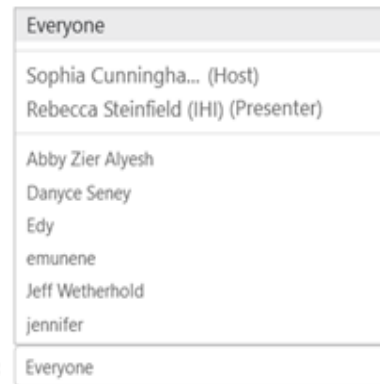 Everyone
Sophia Cunningha... (Host)
Rebecca Steinfield (IHI) (Presenter)
Abby Zier Alyesh
Danyce Seney
Edy
emunene
Jeff Wetherhold
jennifer
Everyone